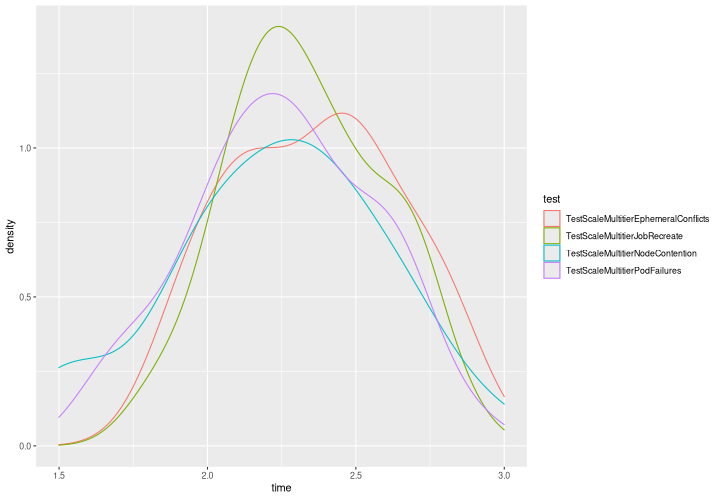 density
1.0
0.5
0.0
1.5
2.0
2.5
3.0
time
test
TestScaleMultitierEphemeralConflicts
TestScaleMultitierJobRecreate
TestScaleMultitierNodeContention
TestScaleMultitierPodFailures